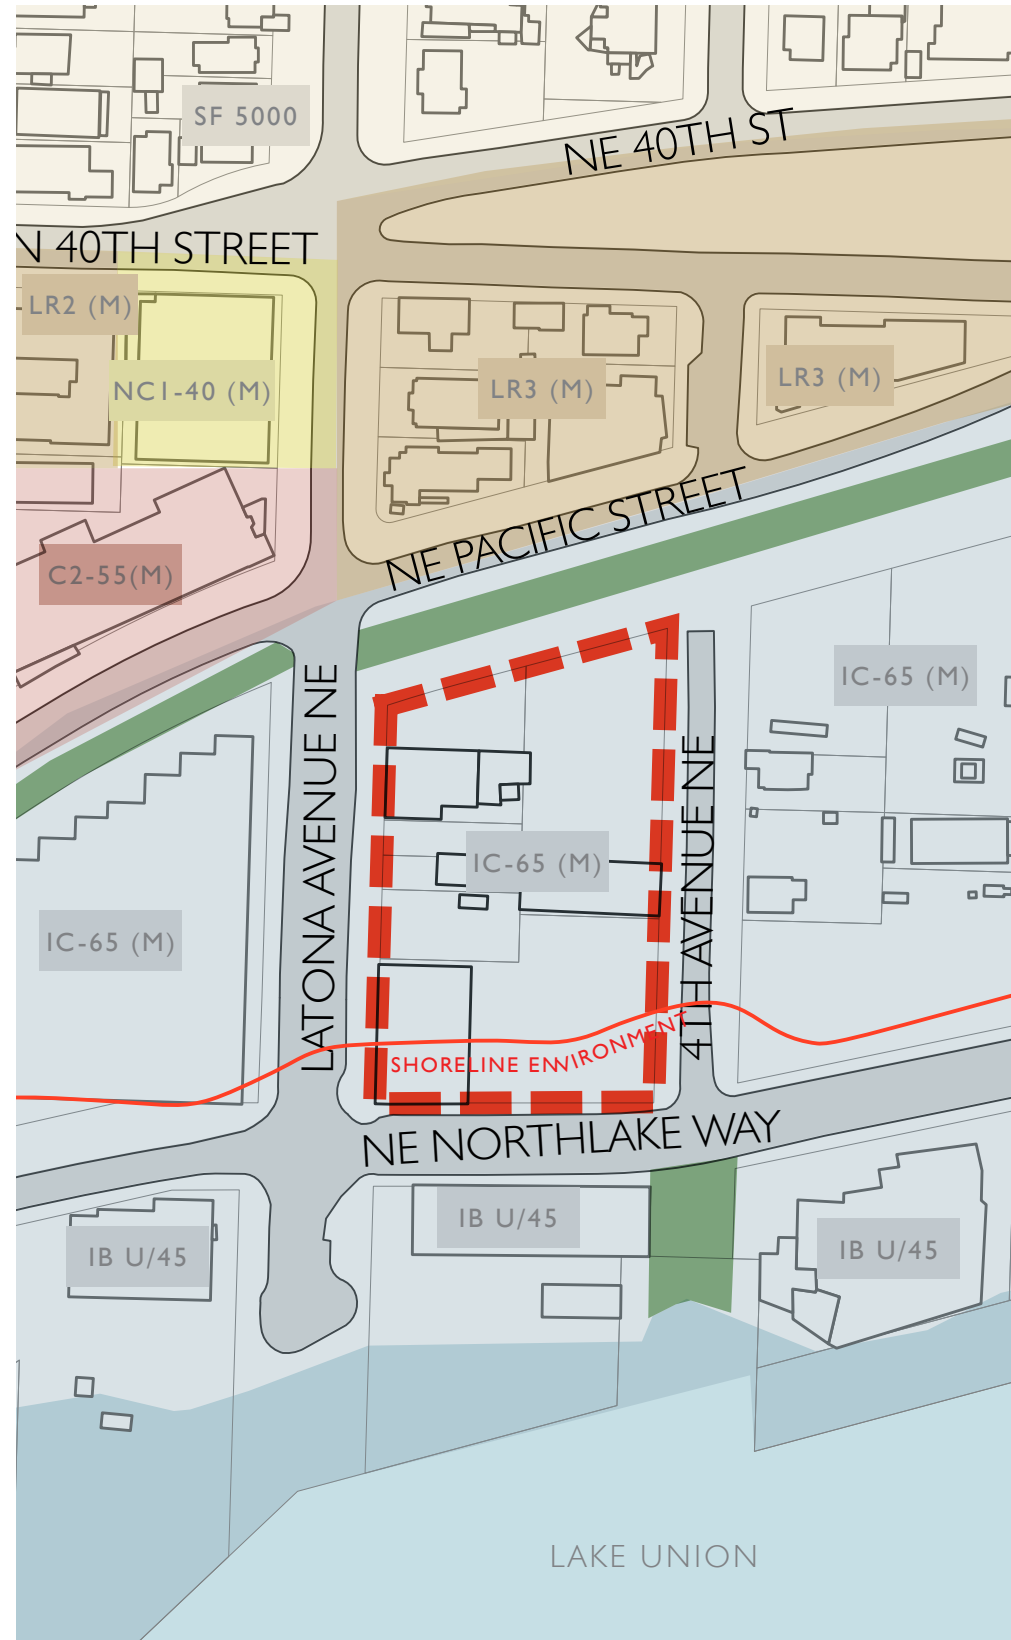 SF 5000
NE 40TH ST
N 40TH STREET
LR2 (M)
NC1-40 (M)
LR3 (M)
LR3 (M)
NE PACIFIC STREET
C2-55(M)
IC-65 (M)
LATONA AVENUE NE
4TH AVENUE NE
IC-65 (M)
IC-65 (M)
SHORELINE ENVIRONMENT
NE NORTHLAKE WAY
IB U/45
IB U/45
IB U/45
LAKE UNION